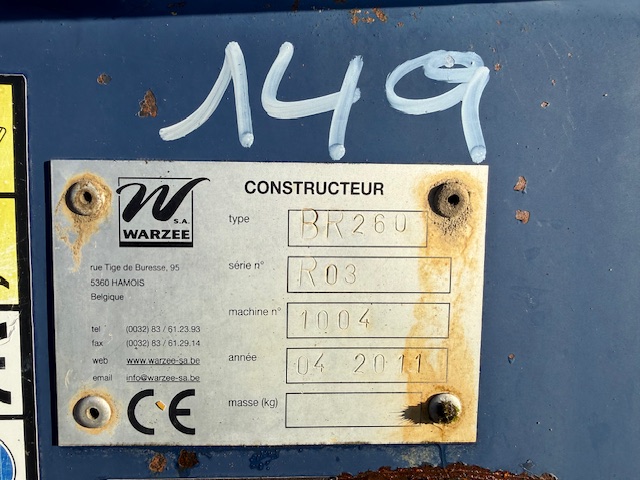 149
W
S.A.
WARZEE
CONSTRUCTEUR
type BR260
série n° R03
machine n° 1004
année 04 2011
masse (kg)
rue Tige de Buresse, 95
5360 HAMOIS
Belgique
tel (0032) 83 / 61.23.93
fax (0032) 83 / 61.29.14
web www.warzee-sa.be
email info@warzee-sa.be
CE